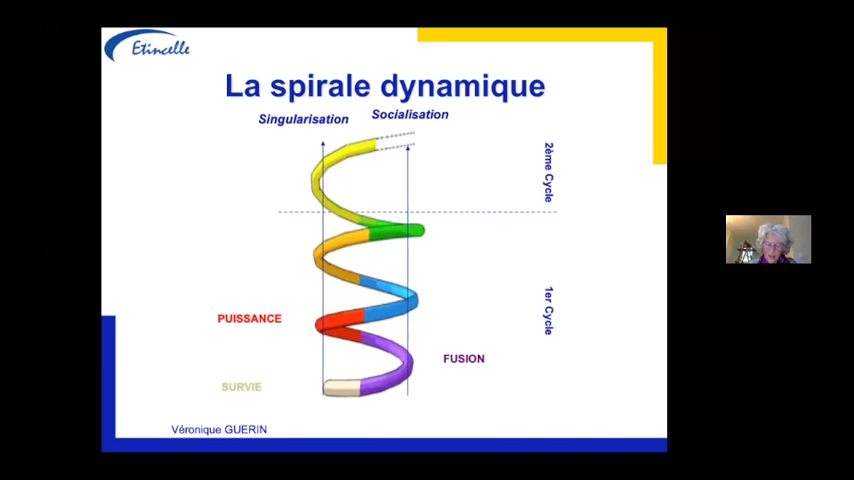 Etincelle
La spirale dynamique
Singularisation
Socialisation
2ème Cycle
1er Cycle
PUISSANCE
FUSION
SURVIE
Véronique GUERIN